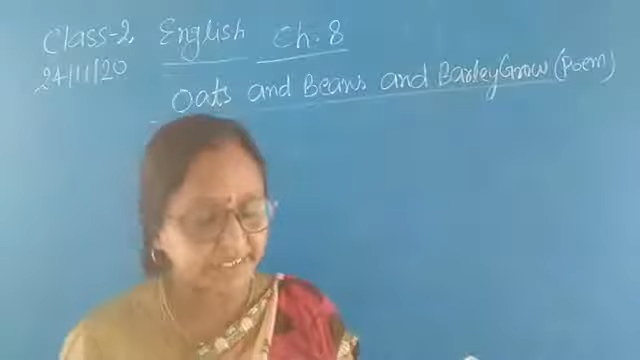 Class-2 English Ch. 8
24/11/20
Oats and Beans and Barley Grow (Poem)